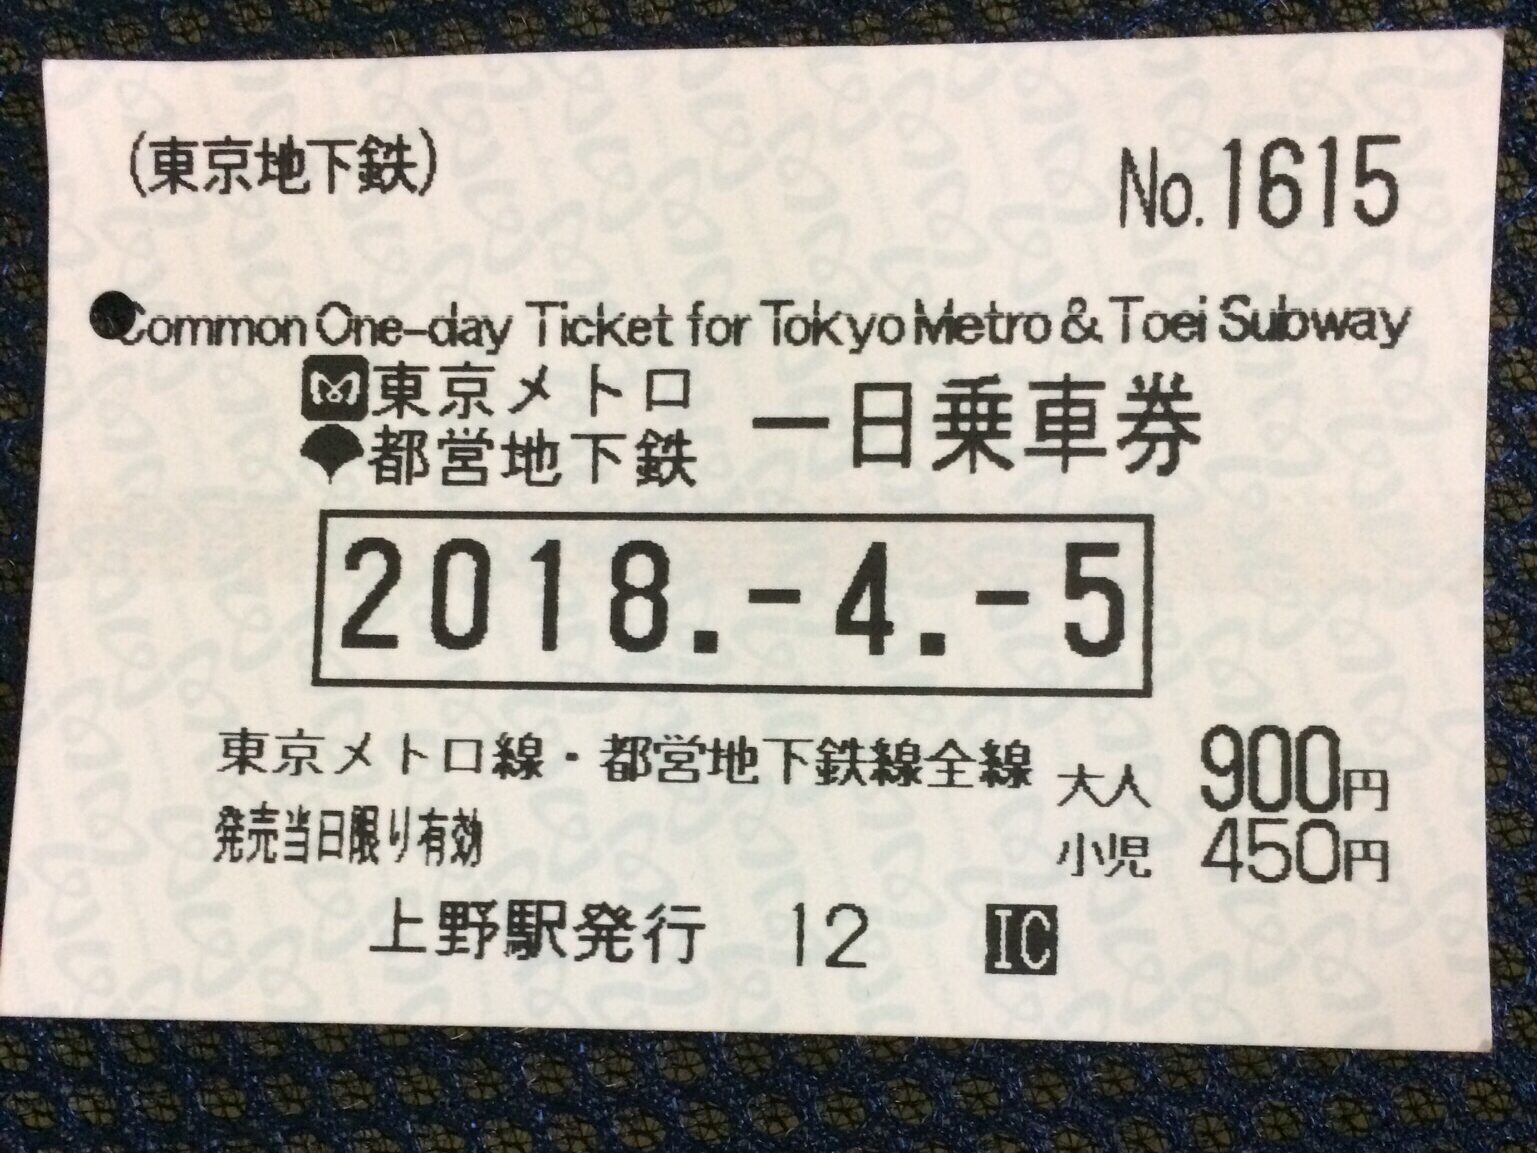 (東京地下鉄)
No.1615
Common One-day Ticket for Tokyo Metro & Toei Subway
東京メトロ
都営地下鉄
一日乗車券
2018.-4.-5
東京メトロ線・都営地下鉄線全線
大人 900円
発売当日限り有効
小児 450円
上野駅発行 12 IC